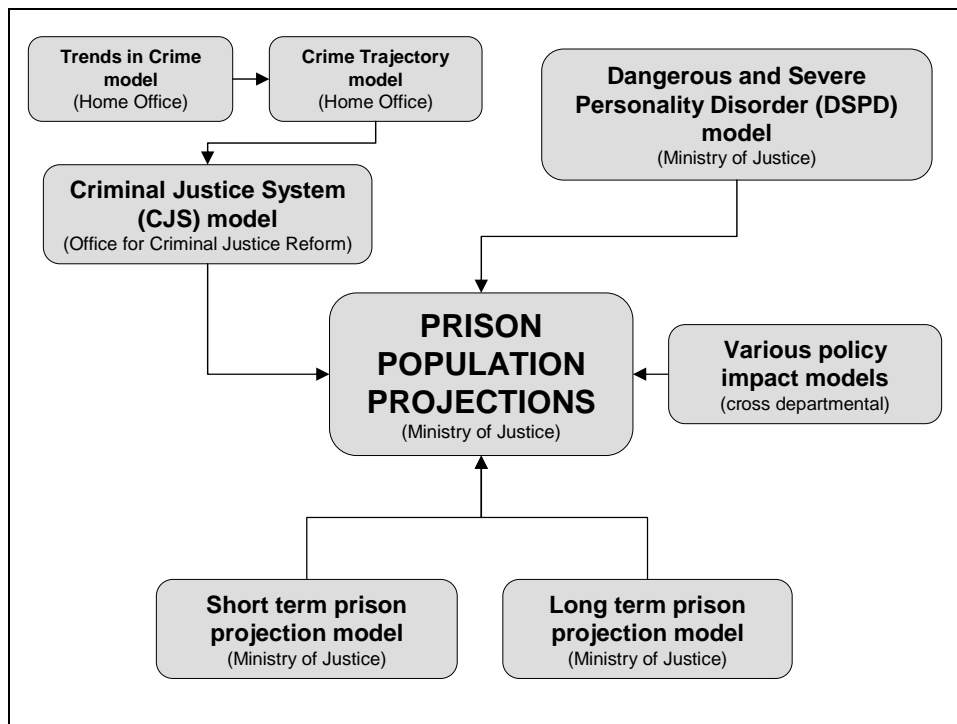 Trends in Crime
model
(Home Office)
Crime Trajectory
model
(Home Office)
Dangerous and Severe
Personality Disorder (DSPD)
model
(Ministry of Justice)
Criminal Justice System
(CJS) model
(Office for Criminal Justice Reform)
PRISON
POPULATION
PROJECTIONS
(Ministry of Justice)
Various policy
impact models
(cross departmental)
Short term prison
projection model
(Ministry of Justice)
Long term prison
projection model
(Ministry of Justice)